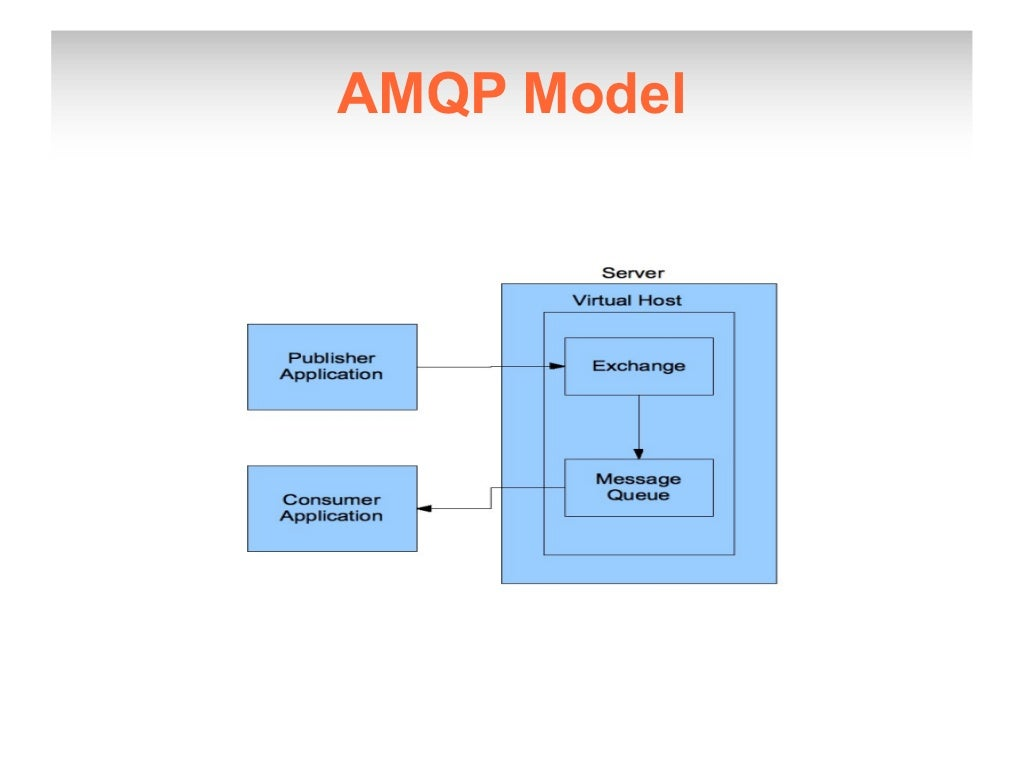 AMQP Model
Server
Virtual Host
Publisher
Application
Exchange
Message
Queue
Consumer
Application